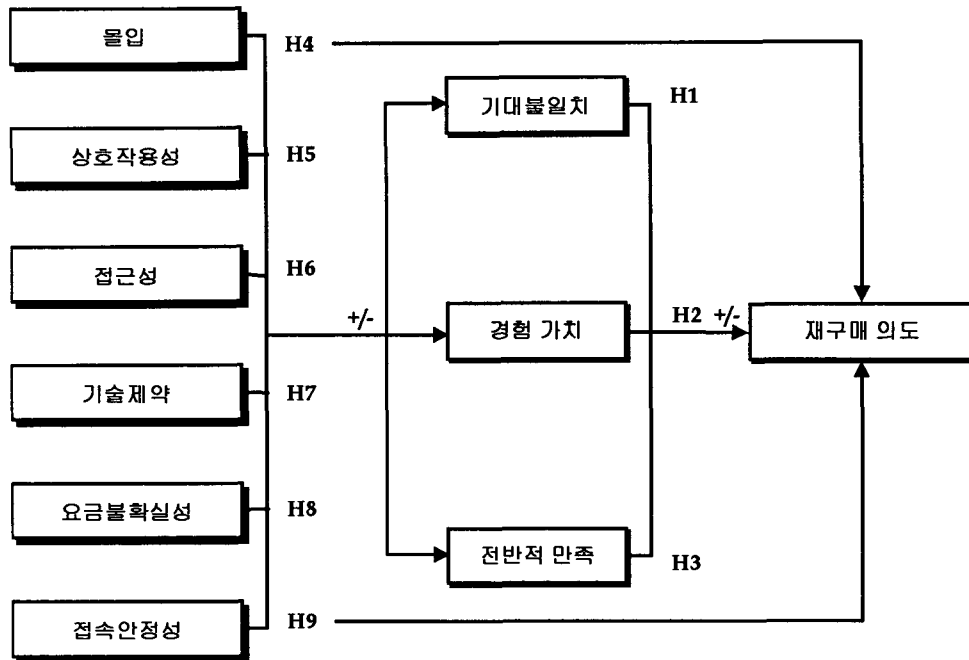 몰입
H4
기대불일치
H1
상호작용성
H5
접근성
H6
+/-
경험 가치
H2 +/-
재구매 의도
기술제약
H7
요금불확실성
H8
전반적 만족
H3
접속안정성
H9